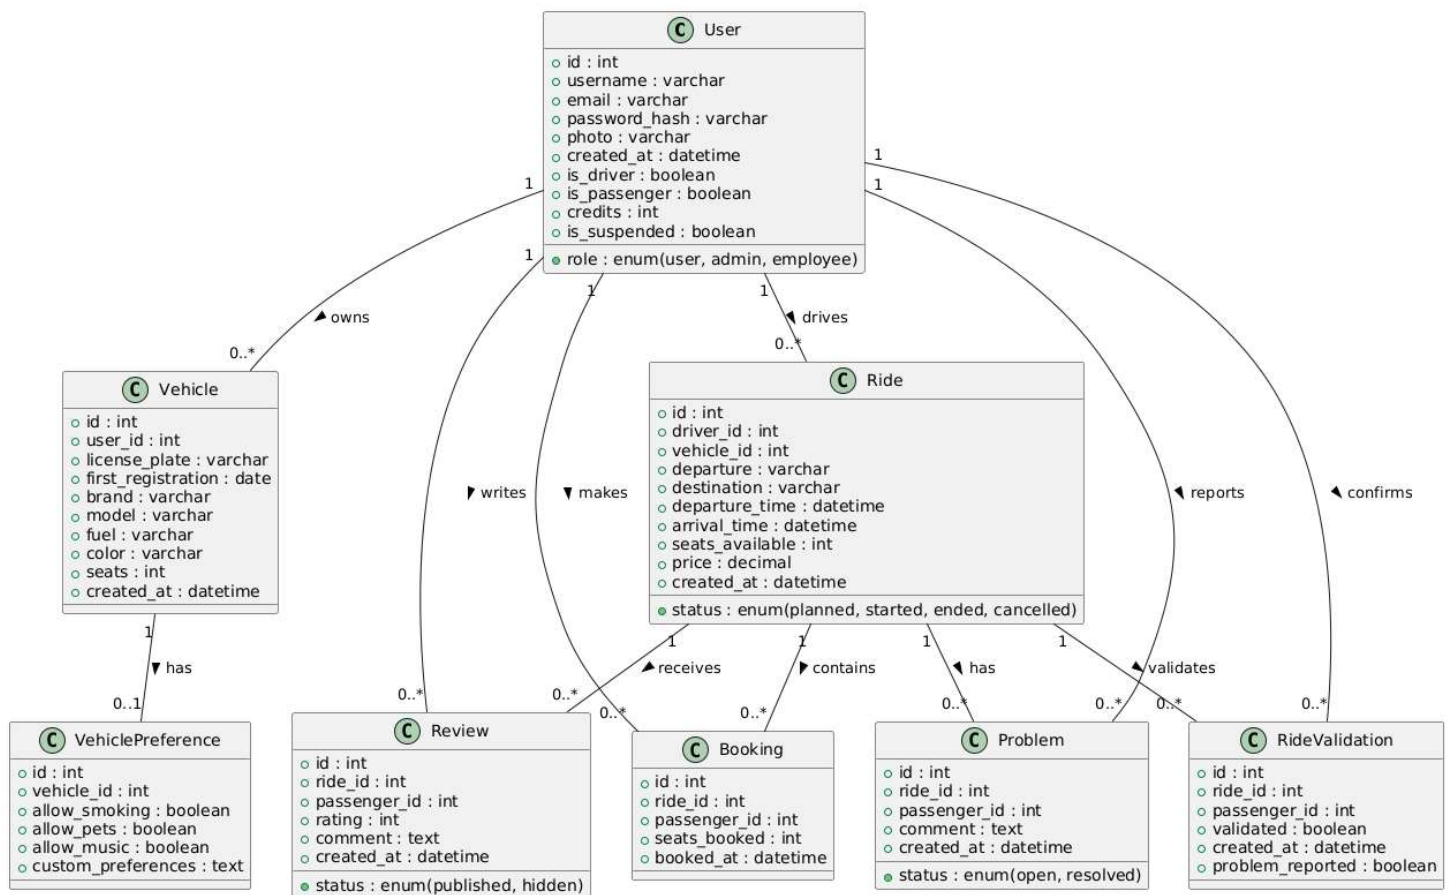 C User
id : int
username : varchar
email : varchar
password_hash : varchar
photo : varchar
created_at : datetime
is_driver : boolean
is_passenger : boolean
credits : int
is_suspended : boolean
role : enum(user, admin, employee)
1
1
1
1
1
1
owns
drives
0..*
0..*
C Vehicle
id : int
user_id : int
license_plate : varchar
first_registration : date
brand : varchar
model : varchar
fuel : varchar
color : varchar
seats : int
created_at : datetime
C Ride
id : int
driver_id : int
vehicle_id : int
departure : varchar
destination : varchar
departure_time : datetime
arrival_time : datetime
seats_available : int
price : decimal
created_at : datetime
status : enum(planned, started, ended, cancelled)
writes
makes
reports
confirms
1
1
1
1
1
has
receives
contains
has
validates
0..1
0..*
0..*
0..*
0..*
0..*
0..*
0..*
0..*
C VehiclePreference
id : int
vehicle_id : int
allow_smoking : boolean
allow_pets : boolean
allow_music : boolean
custom_preferences : text
C Review
id : int
ride_id : int
passenger_id : int
rating : int
comment : text
created_at : datetime
status : enum(published, hidden)
C Booking
id : int
ride_id : int
passenger_id : int
seats_booked : int
booked_at : datetime
C Problem
id : int
ride_id : int
passenger_id : int
comment : text
created_at : datetime
status : enum(open, resolved)
C RideValidation
id : int
ride_id : int
passenger_id : int
validated : boolean
created_at : datetime
problem_reported : boolean